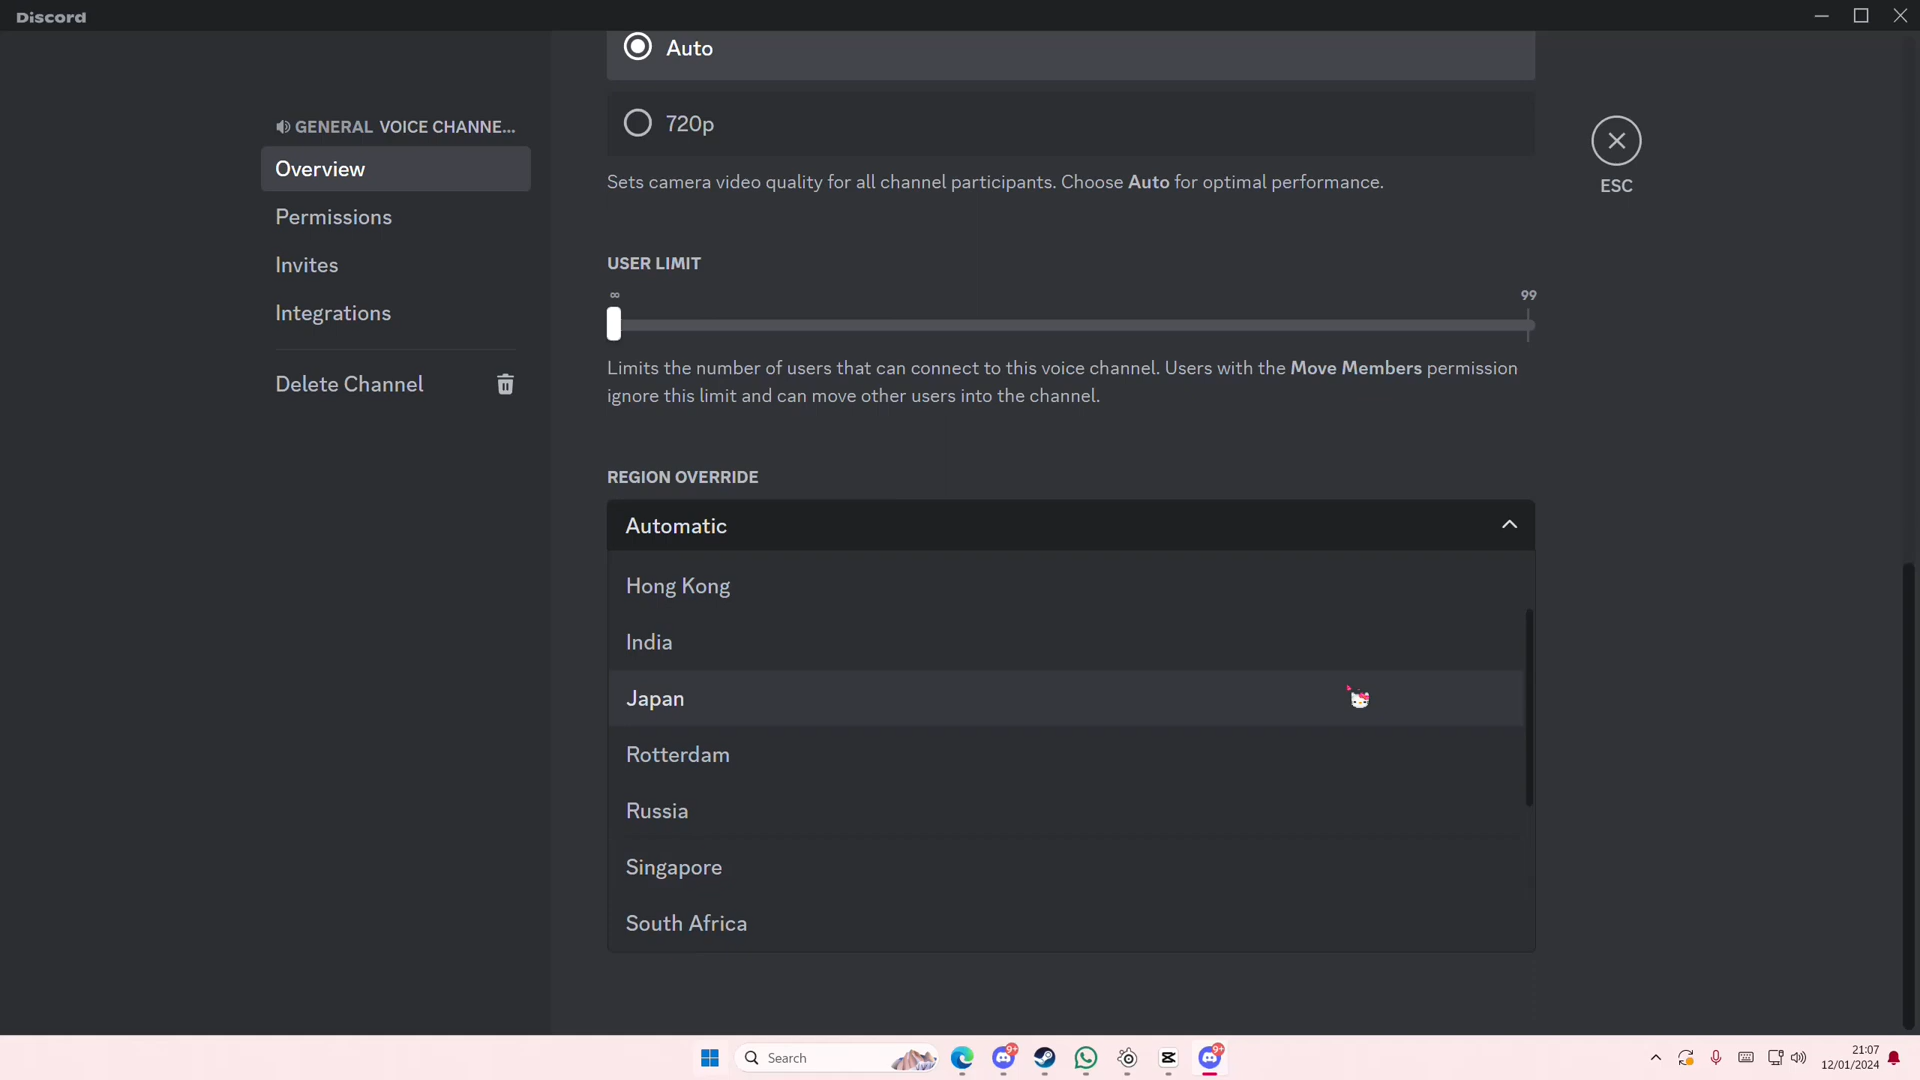 Discord
Auto
GENERAL VOICE CHANNE...
720p
Overview
Sets camera video quality for all channel participants. Choose Auto for optimal performance.
ESC
Permissions
Invites
USER LIMIT
∞
99
Integrations
Limits the number of users that can connect to this voice channel. Users with the Move Members permission
ignore this limit and can move other users into the channel.
Delete Channel
REGION OVERRIDE
Automatic
Hong Kong
India
Japan
Rotterdam
Russia
Singapore
South Africa
Search
9+
9+
21:07
12/01/2024